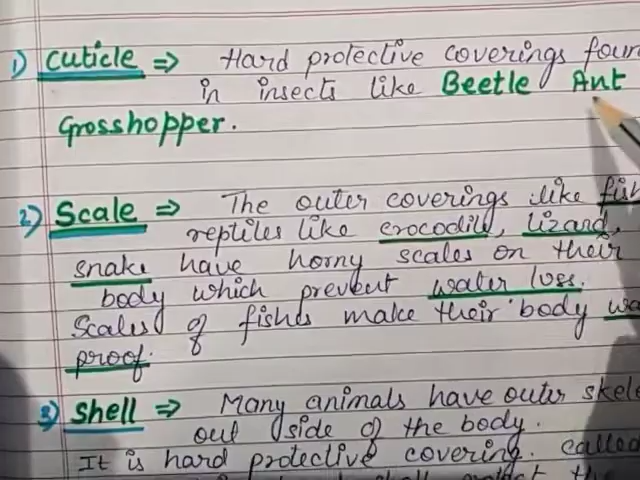 1) Cuticle ⇒ Hard protective coverings foun
in insects like Beetle Ant
Grosshopper.
2) Scale ⇒ The outer coverings like fis
reptiles like crocodile, lizard,
snake have horny scales on their
body which prevent water loss.
Scales of fishes make their body wa
proof.
3) Shell ⇒ Many animals have outer skele
out side of the body.
It is hard protective covering. called
the